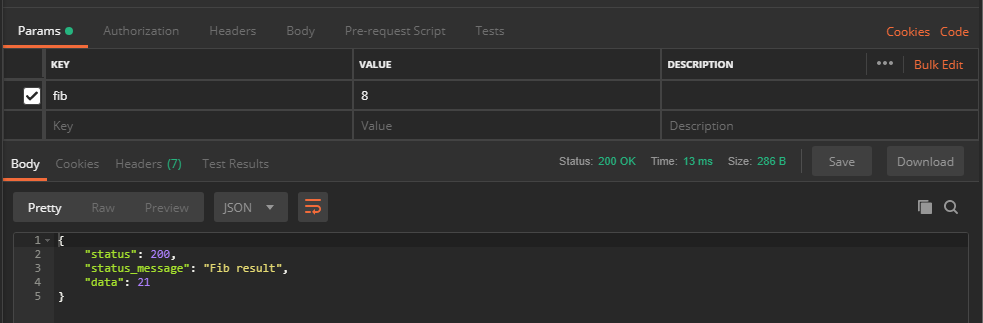 Params Authorization Headers Body Pre-request Script Tests Cookies Code
KEY VALUE DESCRIPTION ••• Bulk Edit
fib 8
Key Value Description
Body Cookies Headers (7) Test Results Status: 200 OK Time: 13 ms Size: 286 B Save Download
Pretty Raw Preview JSON
1 {
2 "status": 200,
3 "status_message": "Fib result",
4 "data": 21
5 }